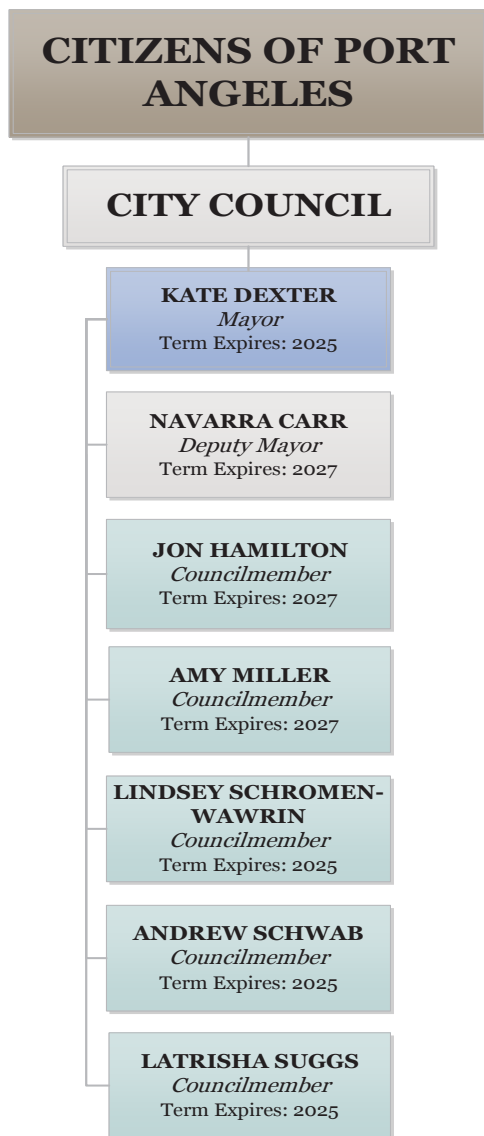 CITIZENS OF PORT
ANGELES
CITY COUNCIL
KATE DEXTER
Mayor
Term Expires: 2025
NAVARRA CARR
Deputy Mayor
Term Expires: 2027
JON HAMILTON
Councilmember
Term Expires: 2027
AMY MILLER
Councilmember
Term Expires: 2027
LINDSEY SCHROMEN-
WAWRIN
Councilmember
Term Expires: 2025
ANDREW SCHWAB
Councilmember
Term Expires: 2025
LATRISHA SUGGS
Councilmember
Term Expires: 2025